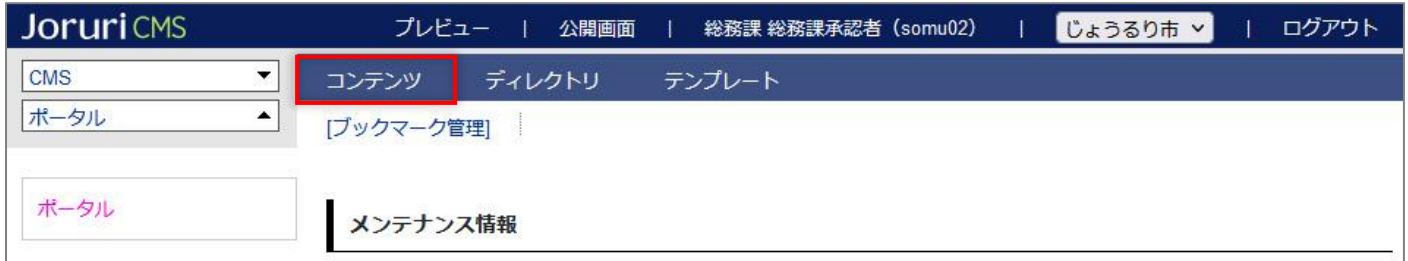 Joruri CMS プレビュー | 公開画面 | 総務課 総務課承認者（somu02） | じょうるり市 | ログアウト
CMS コンテンツ ディレクトリ テンプレート
ポータル [ブックマーク管理]
ポータル
メンテナンス情報